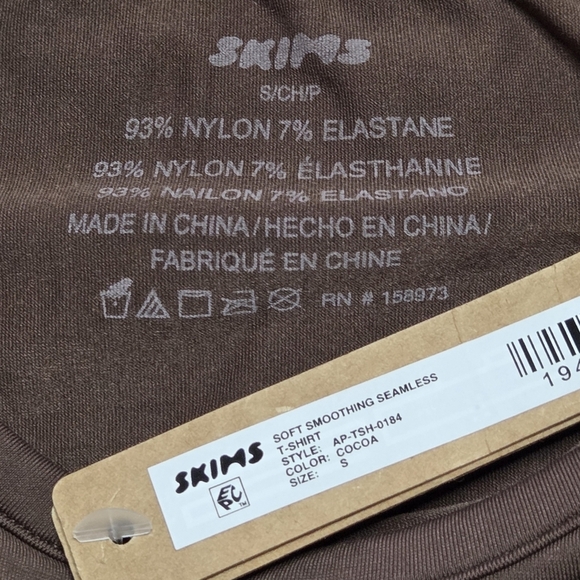 SKIMS
S/CH/P
93% NYLON 7% ELASTANE
93% NYLON 7% ÉLASTHANNE
93% NAILON 7% ELASTANO
MADE IN CHINA/HECHO EN CHINA/
FABRIQUÉ EN CHINE
RN # 158973
SKIMS
SOFT SMOOTHING SEAMLESS
T-SHIRT
STYLE: AP-TSH-0184
COLOR: COCOA
SIZE: S
194